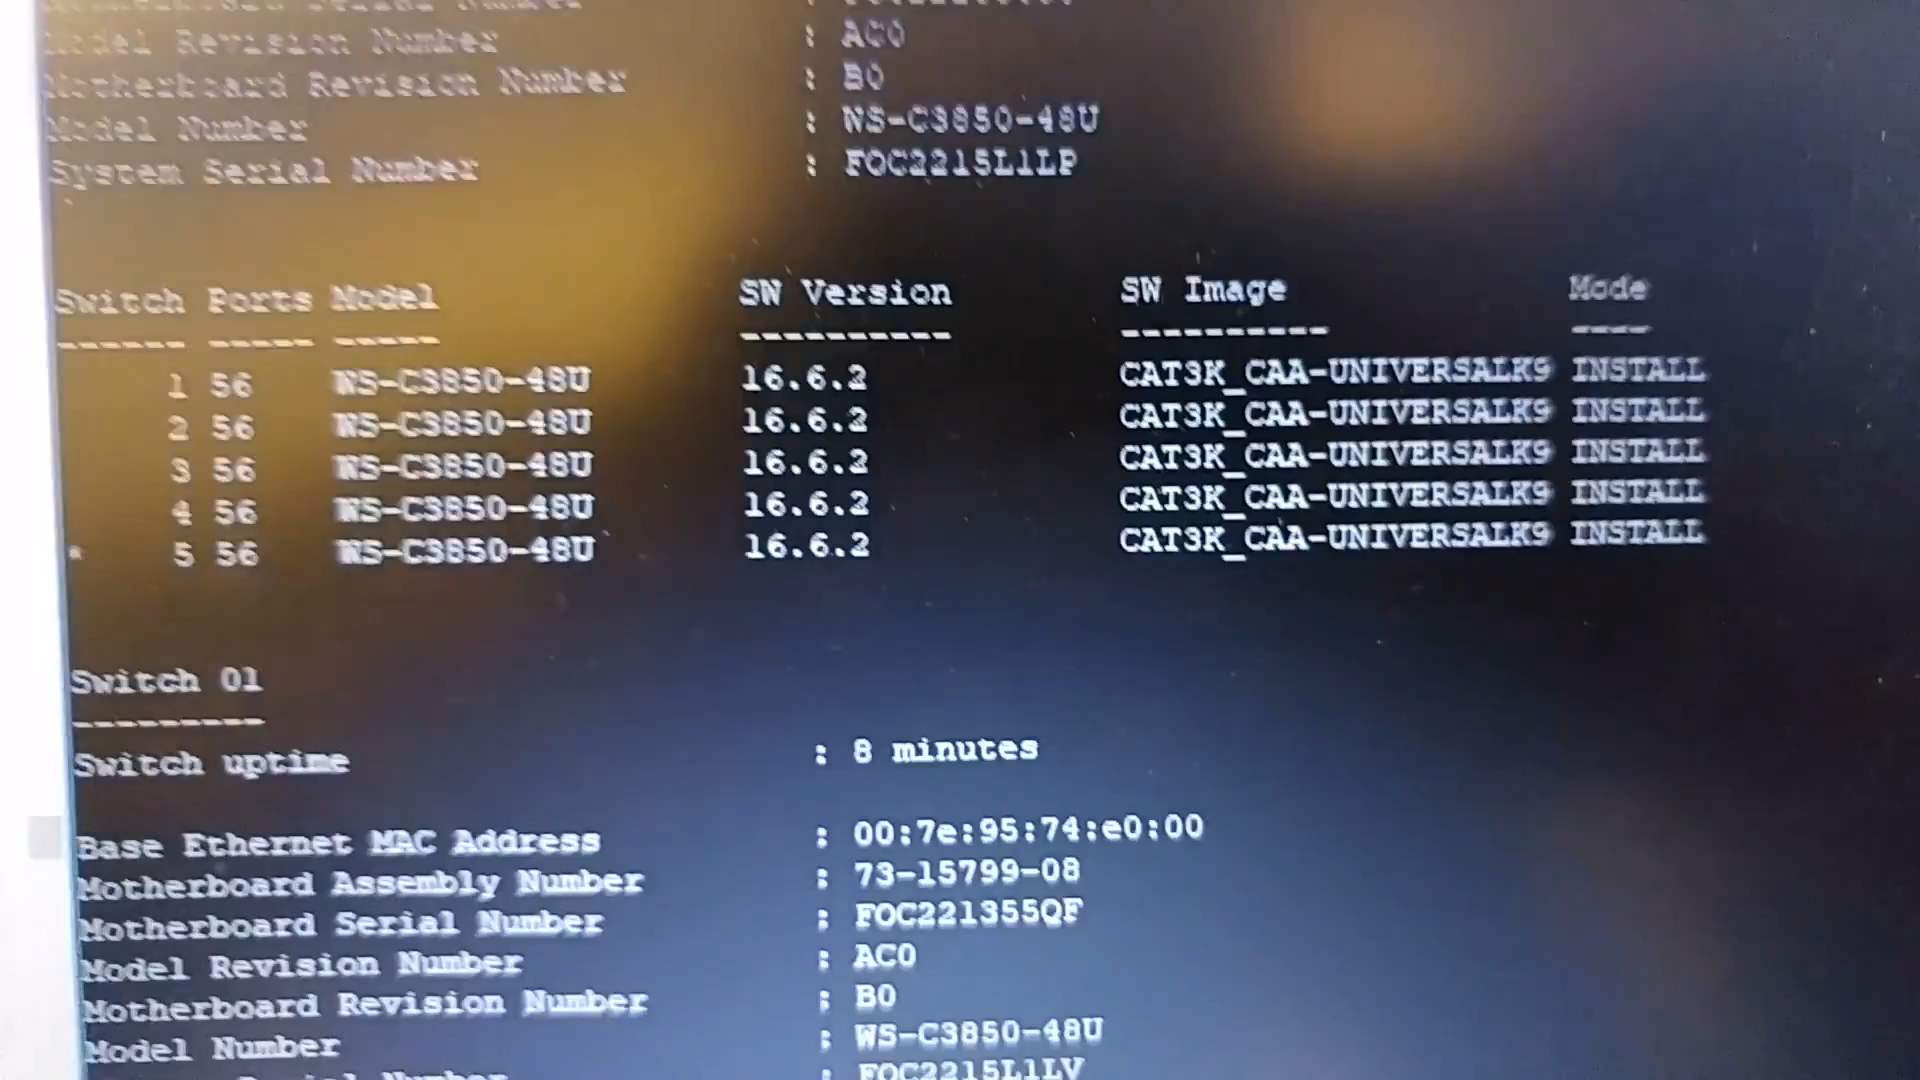 Model Revision Number : AC0
Motherboard Revision Number : B0
Model Number : WS-C3850-48U
System Serial Number : FOC2215L1LP
Switch Ports Model SW Version SW Image Mode
------ ----- ----- ---------- ---------- ----
1 56 WS-C3850-48U 16.6.2 CAT3K_CAA-UNIVERSALK9 INSTALL
2 56 WS-C3850-48U 16.6.2 CAT3K_CAA-UNIVERSALK9 INSTALL
3 56 WS-C3850-48U 16.6.2 CAT3K_CAA-UNIVERSALK9 INSTALL
4 56 WS-C3850-48U 16.6.2 CAT3K_CAA-UNIVERSALK9 INSTALL
* 5 56 WS-C3850-48U 16.6.2 CAT3K_CAA-UNIVERSALK9 INSTALL
Switch 01
---------
Switch uptime : 8 minutes
Base Ethernet MAC Address : 00:7e:95:74:e0:00
Motherboard Assembly Number : 73-15799-08
Motherboard Serial Number : FOC221355QF
Model Revision Number : AC0
Motherboard Revision Number : B0
Model Number : WS-C3850-48U
Serial Number : FOC2215L1LV